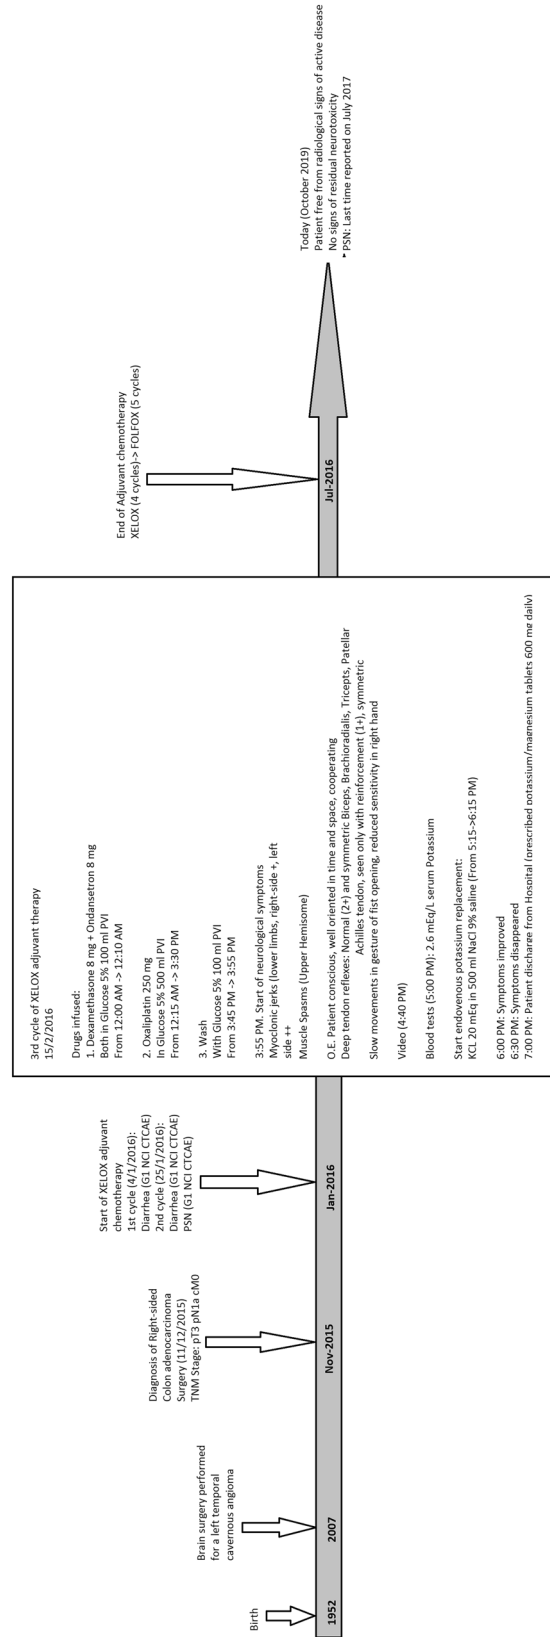 Birth
1952
Brain surgery performed
for a left temporal
cavernous angioma
2007
Diagnosis of Right-sided
Colon adenocarcinoma
Surgery (11/12/2015)
TNM Stage: pT3 pN1a cM0
Nov-2015
Start of XELOX adjuvant
chemotherapy
1st cycle (4/1/2016):
Diarrhea (G1 NCI CTCAE)
2nd cycle (25/1/2016):
Diarrhea (G1 NCI CTCAE)
PSN (G1 NCI CTCAE)
Jan-2016
3rd cycle of XELOX adjuvant therapy
15/2/2016
Drugs infused:
1. Dexamethasone 8 mg + Ondansetron 8 mg
Both in Glucose 5% 100 ml PVI
From 12:00 AM -> 12:10 AM
2. Oxaliplatin 250 mg
In Glucose 5% 500 ml PVI
From 12:15 AM -> 3:30 PM
3. Wash
With Glucose 5% 100 ml PVI
From 3:45 PM -> 3:55 PM
3:55 PM. Start of neurological symptoms
Myoclonic jerks (lower limbs, right-side +, left
side ++
Muscle Spasms (Upper Hemisome)
O.E. Patient conscious, well oriented in time and space, cooperating
Deep tendon reflexes: Normal (2+) and symmetric Biceps, Brachioradialis, Tricepts, Patellar
Achilles tendon, seen only with reinforcement (1+), symmetric
Slow movements in gesture of fist opening, reduced sensitivity in right hand
Video (4:40 PM)
Blood tests (5:00 PM): 2.6 mEq/L serum Potassium
Start endovenous potassium replacement:
KCL 20 mEq in 500 ml NaCl 9% saline (From 5:15->6:15 PM)
6:00 PM: Symptoms improved
6:30 PM: Symptoms disappeared
7:00 PM: Patient discharge from Hospital (prescribed potassium/magnesium tablets 600 mg daily)
End of Adjuvant chemotherapy
XELOX (4 cycles)-> FOLFOX (5 cycles)
Jul-2016
Today (October 2019)
Patient free from radiological signs of active disease
No signs of residual neurotoxicity
PSN: Last time reported on July 2017